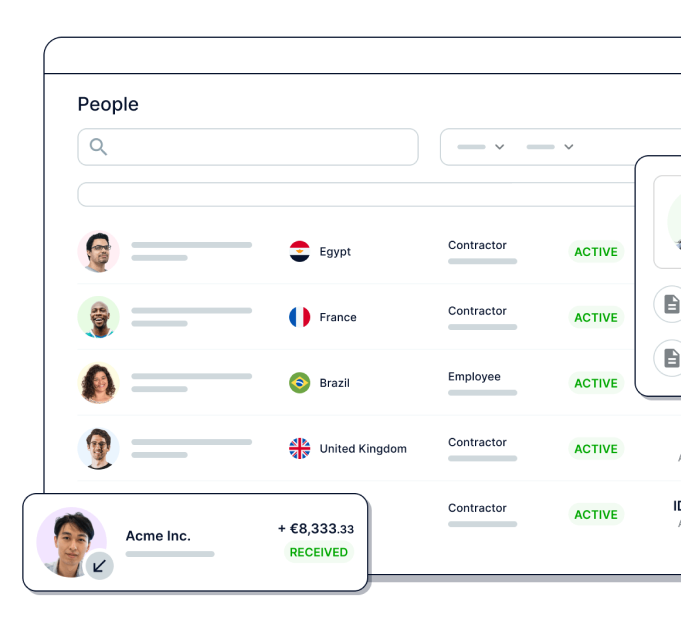 People
Egypt
Contractor
ACTIVE
France
Contractor
ACTIVE
Brazil
Employee
ACTIVE
United Kingdom
Contractor
ACTIVE
Contractor
ACTIVE
Acme Inc.
+ €8,333.33
RECEIVED